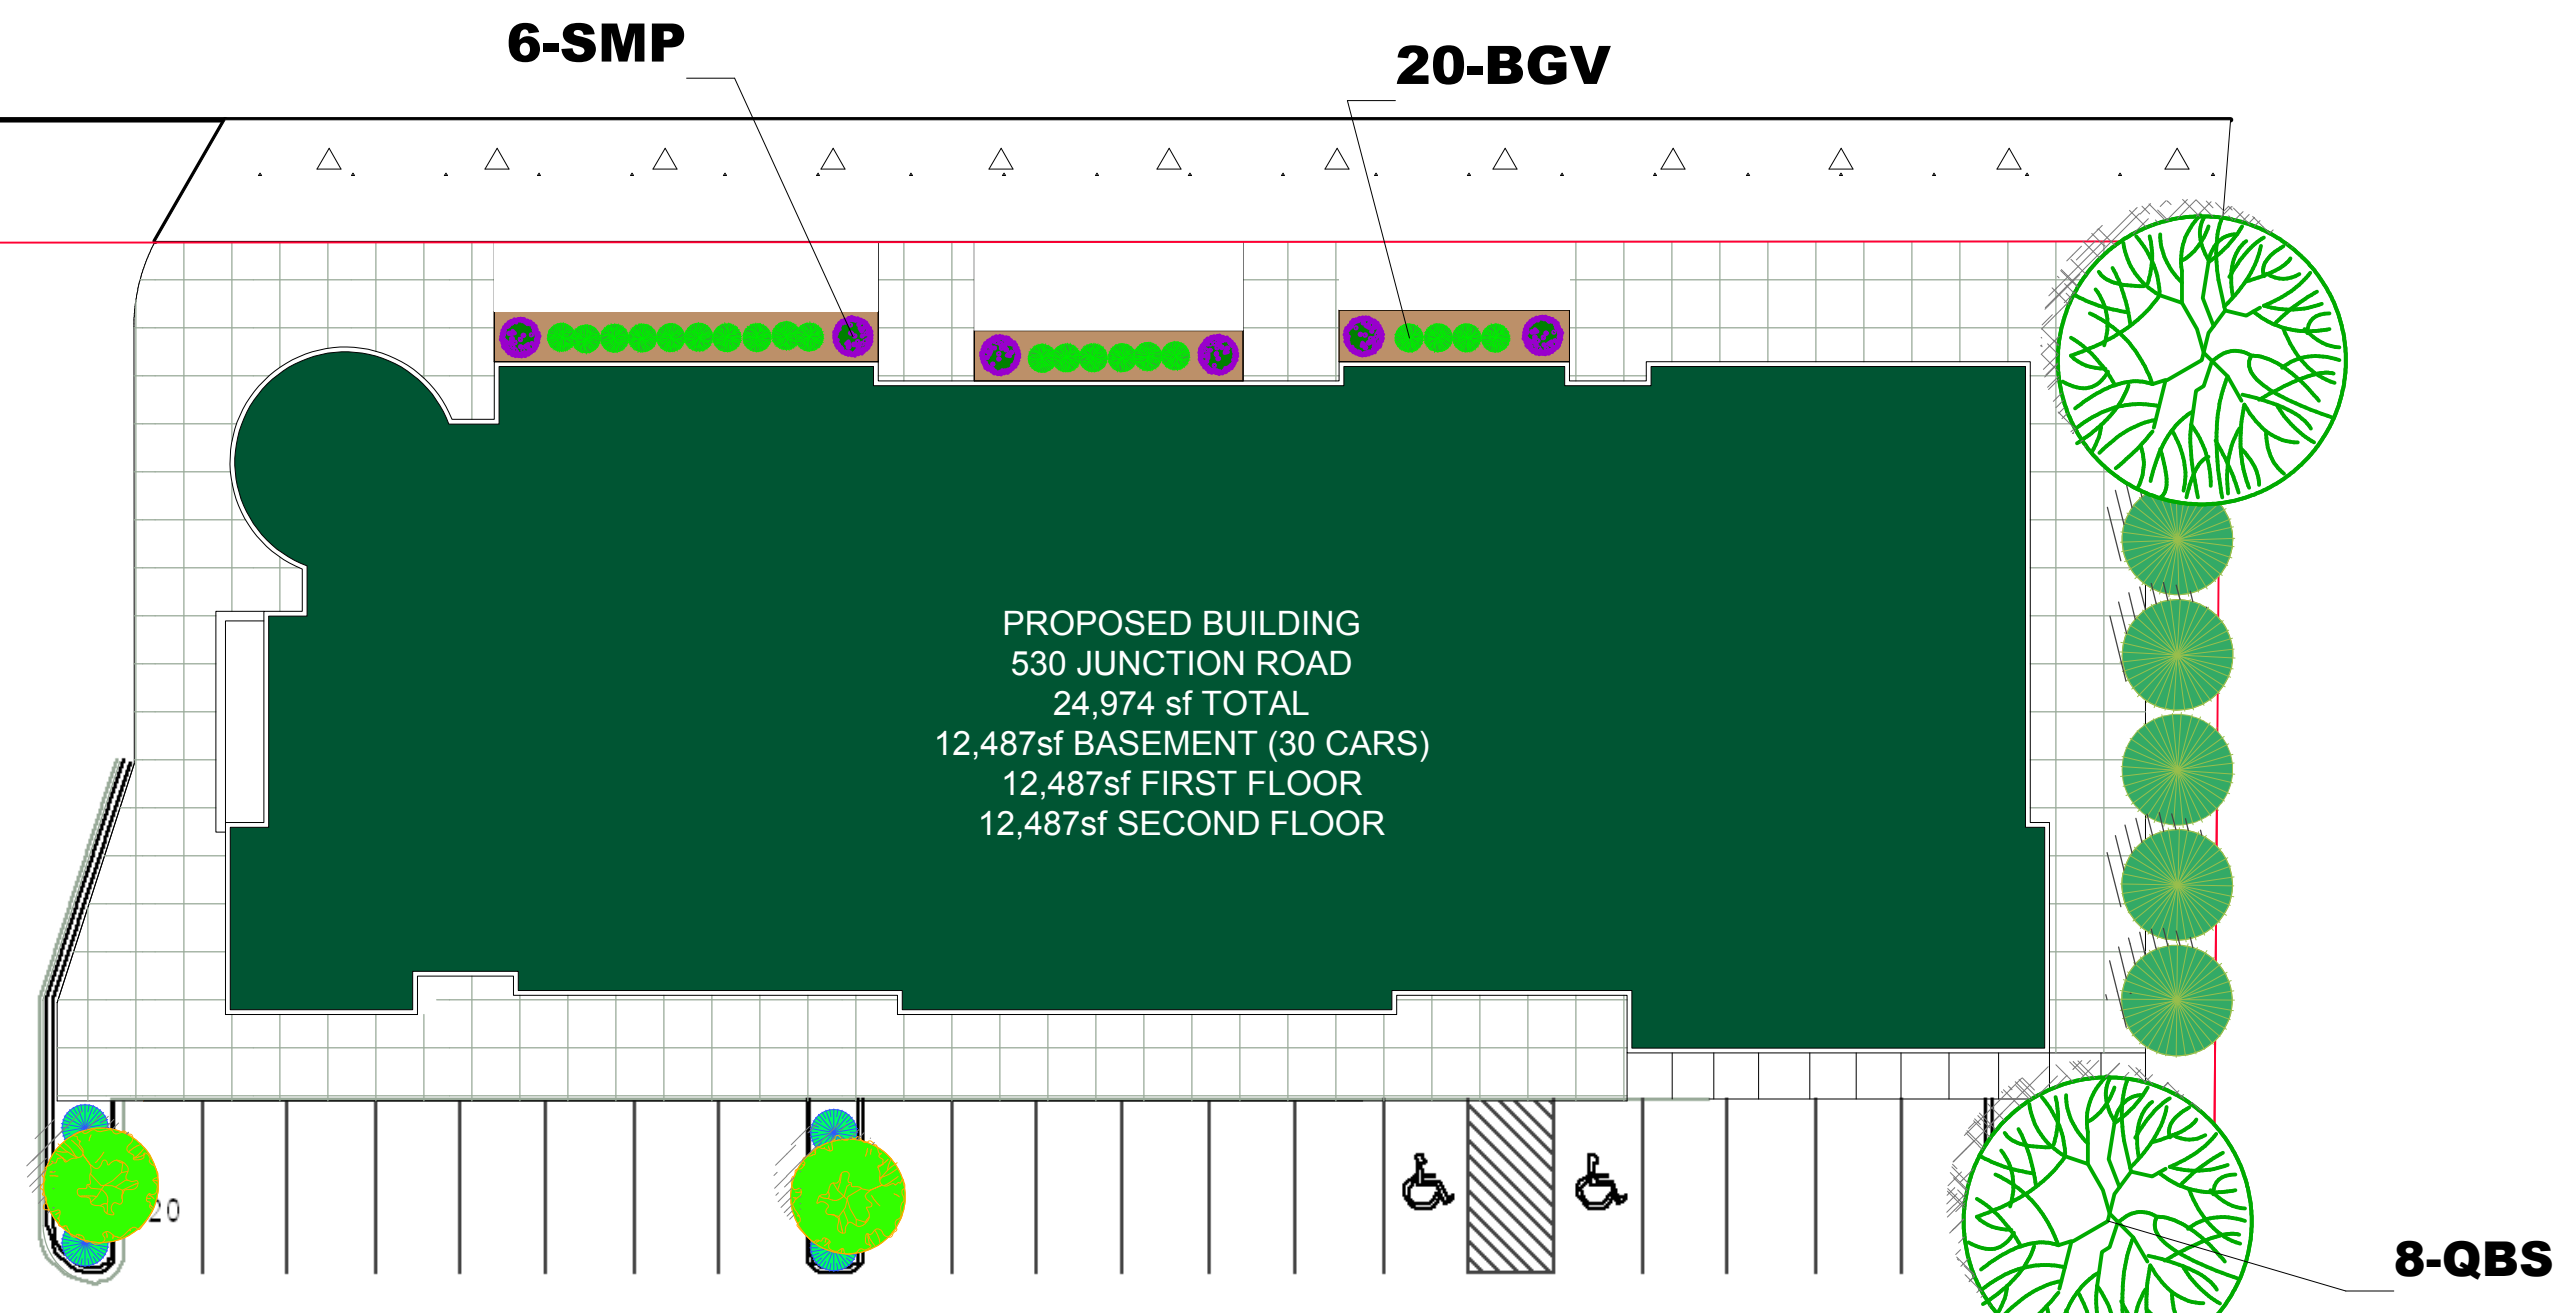 6-SMP
20-BGV
PROPOSED BUILDING
530 JUNCTION ROAD
24,974 sf TOTAL
12,487sf BASEMENT (30 CARS)
12,487sf FIRST FLOOR
12,487sf SECOND FLOOR
20
8-QBS